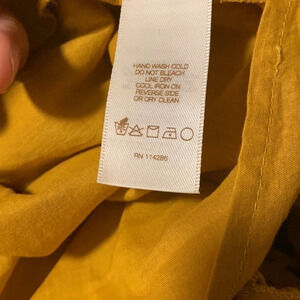 HAND WASH COLD
DO NOT BLEACH
LINE DRY
COOL IRON ON
REVERSE SIDE
OR DRY CLEAN
RN 114286